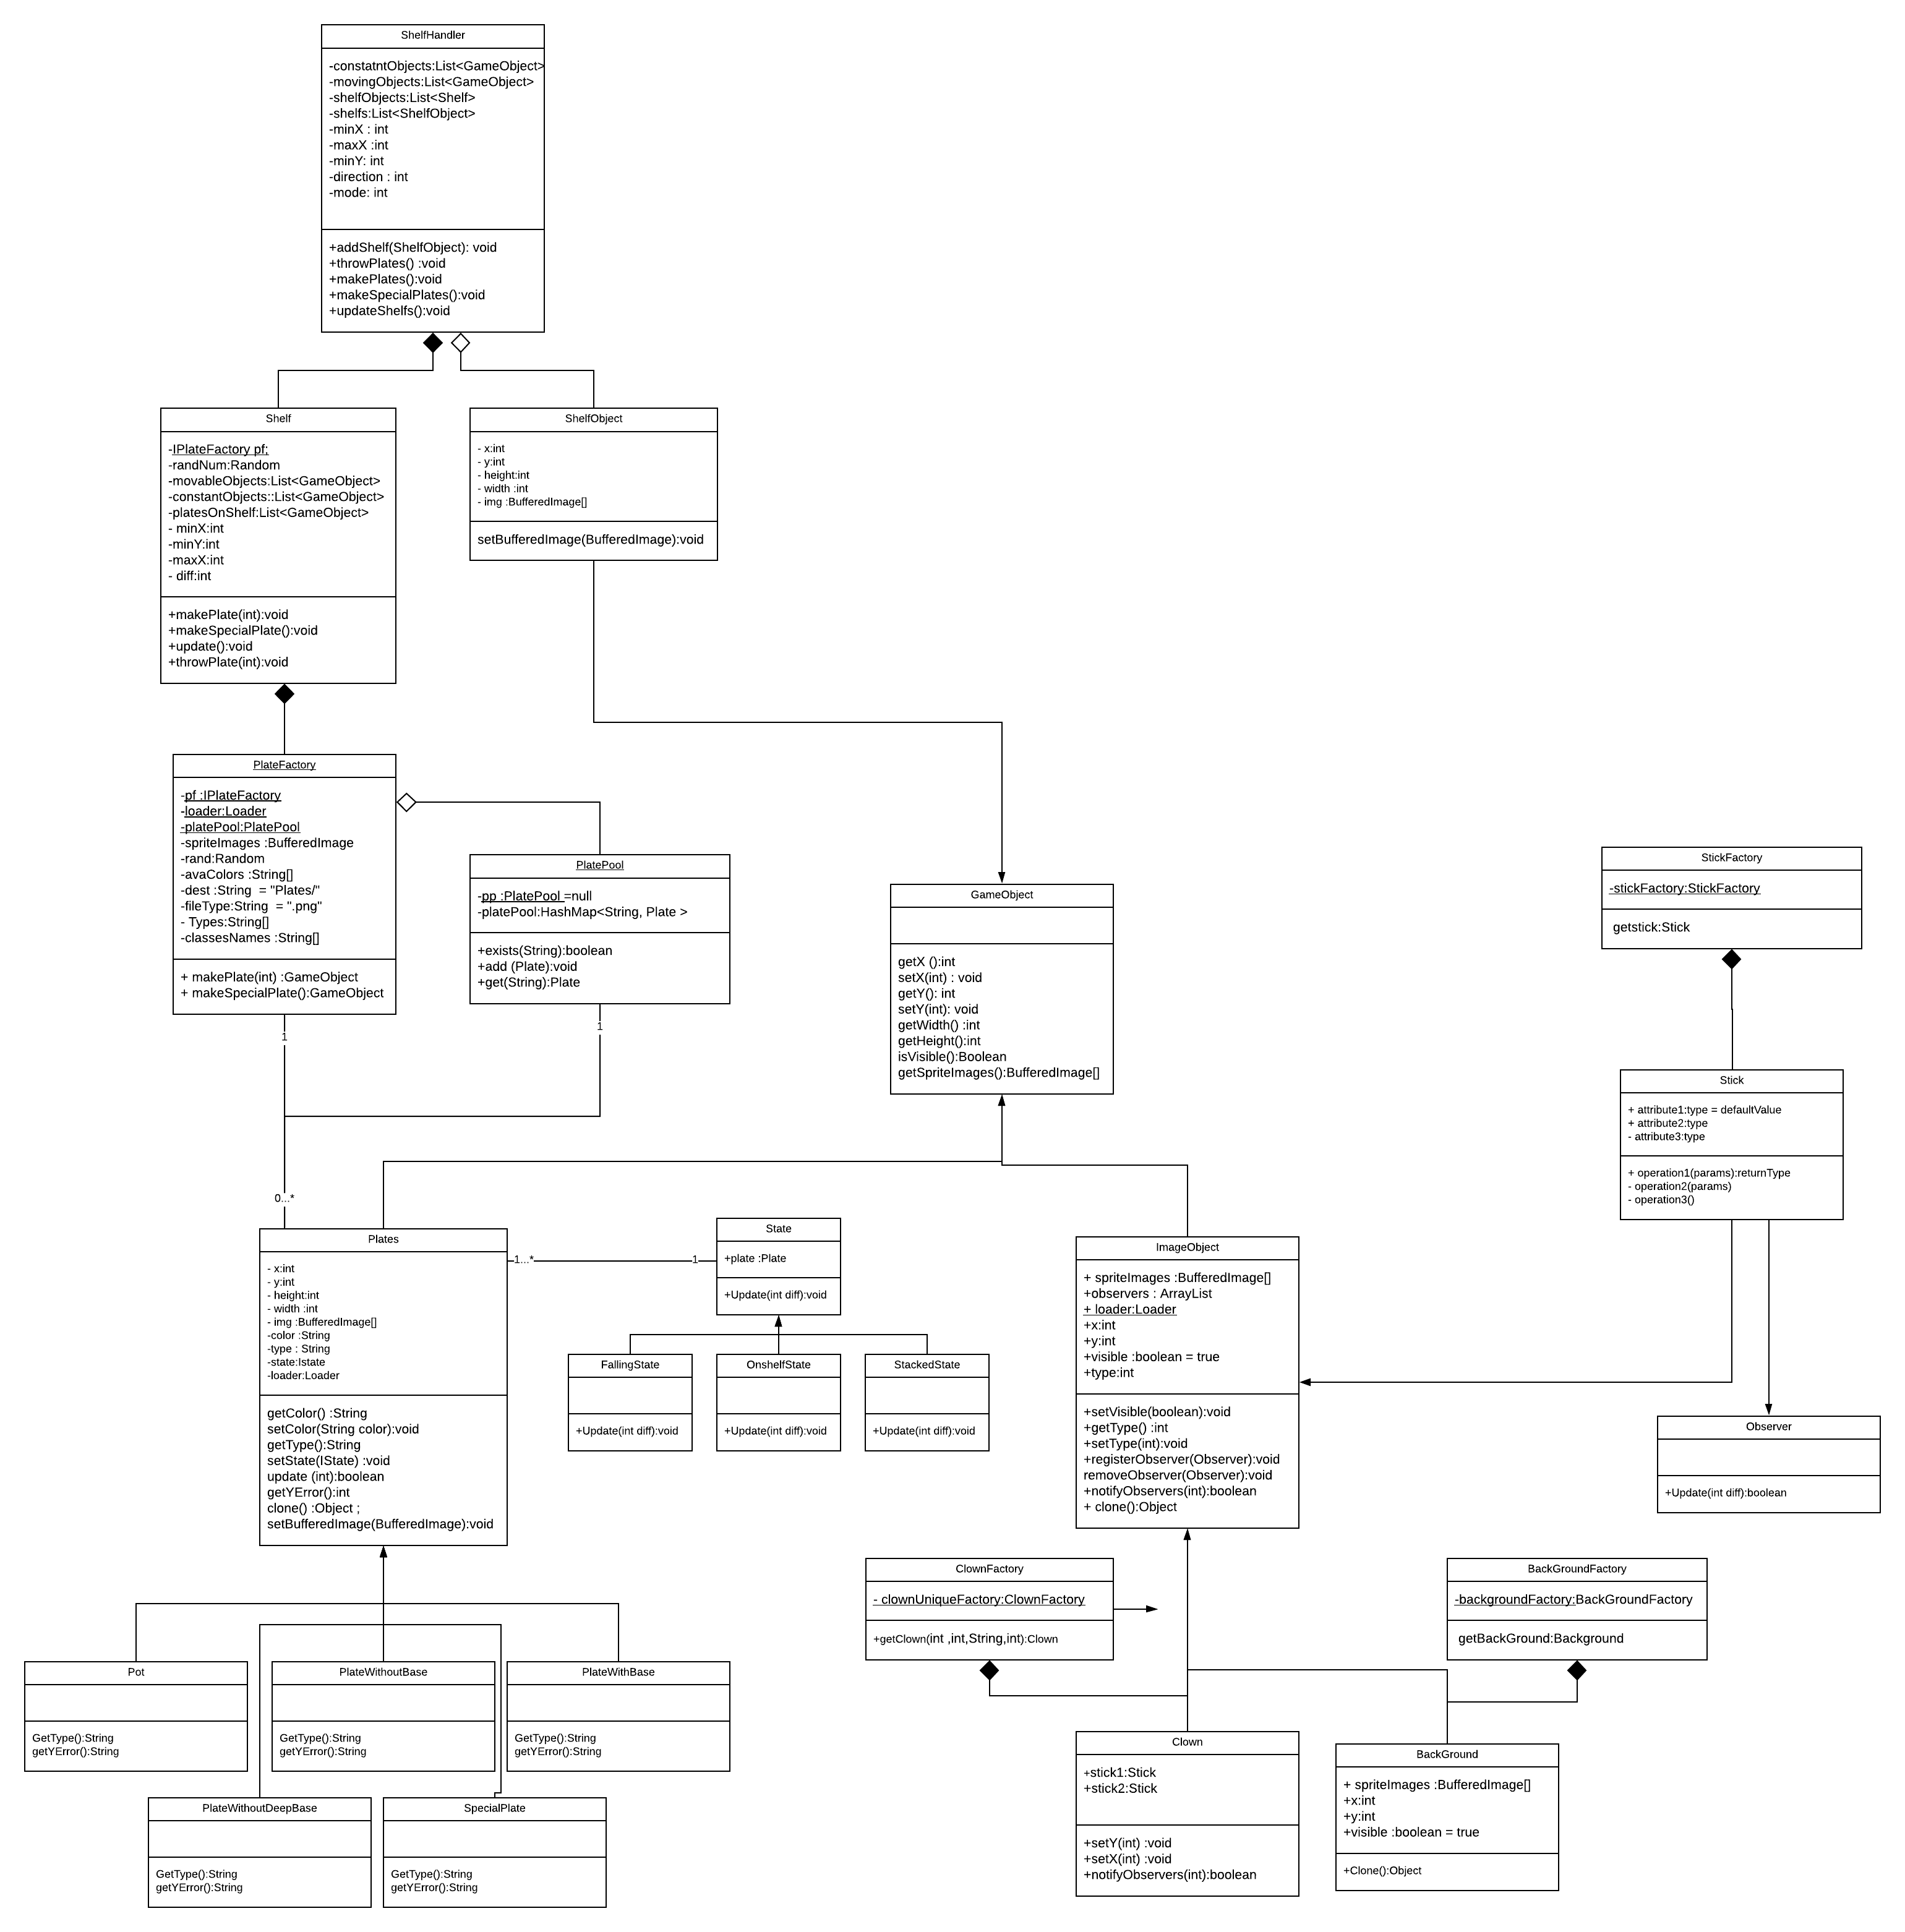 ShelfHandler
-constatntObjects:List<GameObject>
-movingObjects:List<GameObject>
-shelfObjects:List<Shelf>
-shelfs:List<ShelfObject>
-minX : int
-maxX :int
-minY: int
-direction : int
-mode: int
+addShelf(ShelfObject): void
+throwPlates() :void
+makePlates():void
+makeSpecialPlates():void
+updateShelfs():void
Shelf
-IPlateFactory pf;
-randNum:Random
-movableObjects:List<GameObject>
-constantObjects::List<GameObject>
-platesOnShelf:List<GameObject>
- minX:int
-minY:int
-maxX:int
- diff:int
+makePlate(int):void
+makeSpecialPlate():void
+update():void
+throwPlate(int):void
ShelfObject
- x:int
- y:int
- height:int
- width :int
- img :BufferedImage[]
setBufferedImage(BufferedImage):void
PlateFactory
-pf :IPlateFactory
-loader:Loader
-platePool:PlatePool
-spriteImages :BufferedImage
-rand:Random
-avaColors :String[]
-dest :String  = "Plates/"
-fileType:String  = ".png"
- Types:String[]
-classesNames :String[]
+ makePlate(int) :GameObject
+ makeSpecialPlate():GameObject
PlatePool
-pp :PlatePool =null
-platePool:HashMap<String, Plate >
+exists(String):boolean
+add (Plate):void
+get(String):Plate
GameObject
getX ():int
setX(int) : void
getY(): int
setY(int): void
getWidth() :int
getHeight():int
isVisible():Boolean
getSpriteImages():BufferedImage[]
StickFactory
-stickFactory:StickFactory
getstick:Stick
Stick
+ attribute1:type = defaultValue
+ attribute2:type
- attribute3:type
+ operation1(params):returnType
- operation2(params)
- operation3()
1
1
0...*
Plates
- x:int
- y:int
- height:int
- width :int
- img :BufferedImage[]
-color :String
-type : String
-state:Istate
-loader:Loader
getColor() :String
setColor(String color):void
getType():String
setState(IState) :void
update (int):boolean
getYError():int
clone() :Object ;
setBufferedImage(BufferedImage):void
1...*
1
State
+plate :Plate
+Update(int diff):void
FallingState
+Update(int diff):void
OnshelfState
+Update(int diff):void
StackedState
+Update(int diff):void
ImageObject
+ spriteImages :BufferedImage[]
+observers : ArrayList
+ loader:Loader
+x:int
+y:int
+visible :boolean = true
+type:int
+setVisible(boolean):void
+getType() :int
+setType(int):void
+registerObserver(Observer):void
removeObserver(Observer):void
+notifyObservers(int):boolean
+ clone():Object
Observer
+Update(int diff):boolean
ClownFactory
- clownUniqueFactory:ClownFactory
+getClown(int ,int,String,int):Clown
BackGroundFactory
-backgroundFactory:BackGroundFactory
getBackGround:Background
Pot
GetType():String
getYError():String
PlateWithoutBase
GetType():String
getYError():String
PlateWithBase
GetType():String
getYError():String
PlateWithoutDeepBase
GetType():String
getYError():String
SpecialPlate
GetType():String
getYError():String
Clown
+stick1:Stick
+stick2:Stick
+setY(int) :void
+setX(int) :void
+notifyObservers(int):boolean
BackGround
+ spriteImages :BufferedImage[]
+x:int
+y:int
+visible :boolean = true
+Clone():Object